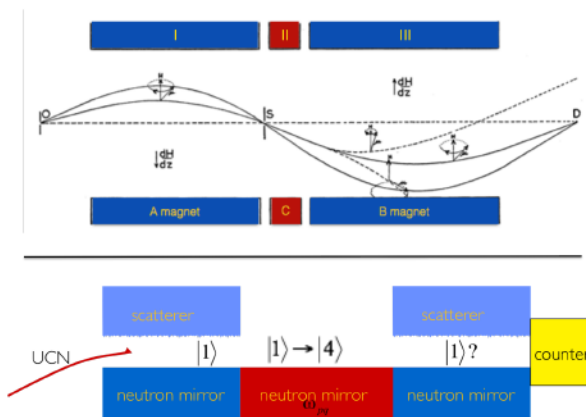 I II III
O S D
dH
dz
dH
dz
A magnet C B magnet
scatterer scatterer
UCN |1⟩ |1⟩→|4⟩ |1⟩? counter
neutron mirror neutron mirror neutron mirror
ω_pq